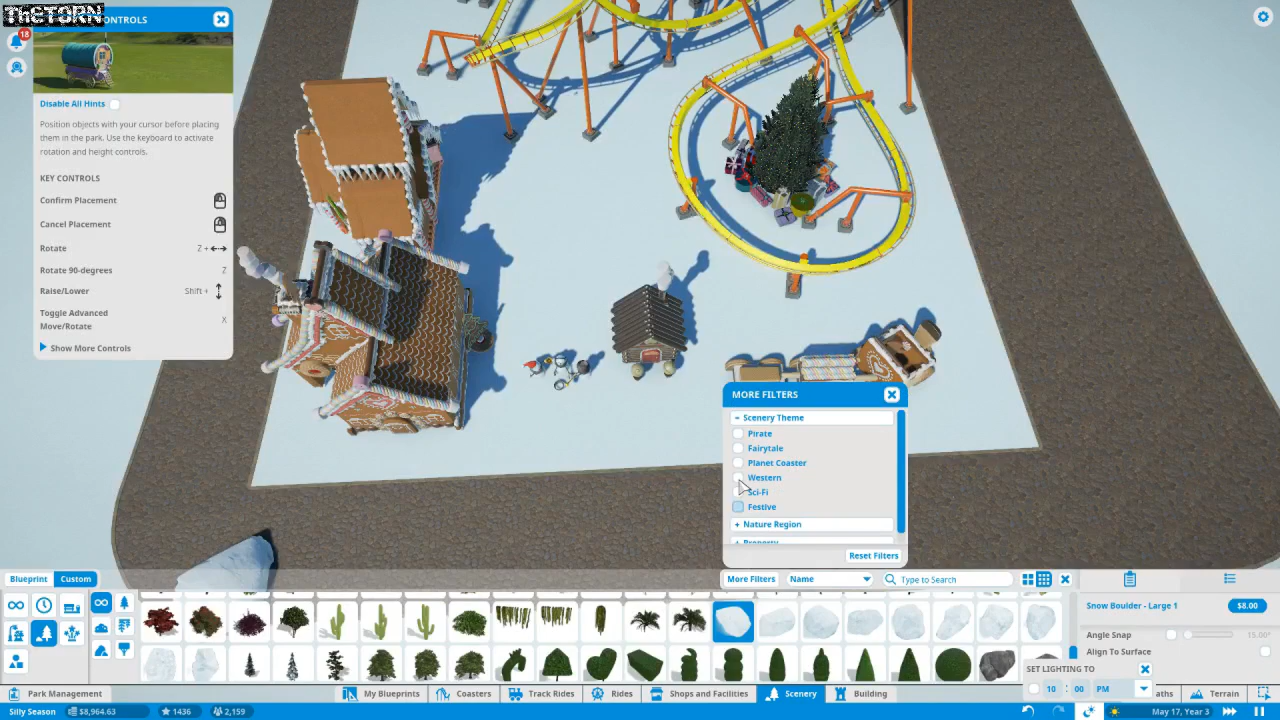 THETORN
CONTROLS
18
Disable All Hints
Position objects with your cursor before placing
them in the park. Use the keyboard to activate
rotation and height controls.
KEY CONTROLS
Confirm Placement
Cancel Placement
Rotate Z +
Rotate 90-degrees Z
Raise/Lower Shift +
Toggle Advanced
Move/Rotate X
Show More Controls
MORE FILTERS
- Scenery Theme
Pirate
Fairytale
Planet Coaster
Western
Sci-Fi
Festive
+ Nature Region
+ Property
Reset Filters
Blueprint Custom
More Filters Name Type to Search
Snow Boulder - Large 1 $8.00
Angle Snap 15.00°
Align To Surface
SET LIGHTING TO
10 : 00 PM
Park Management My Blueprints Coasters Track Rides Rides Shops and Facilities Scenery Building Paths Terrain
Silly Season $8,964.63 1436 2,159 May 17, Year 3